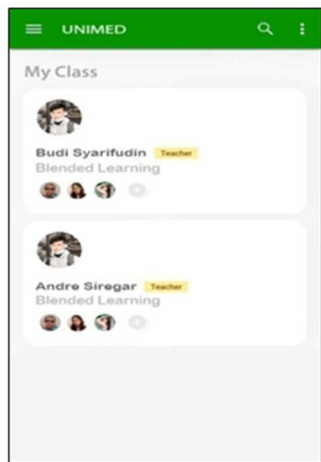 UNIMED
My Class
Budi Syarifudin Teacher
Blended Learning
Andre Siregar Teacher
Blended Learning